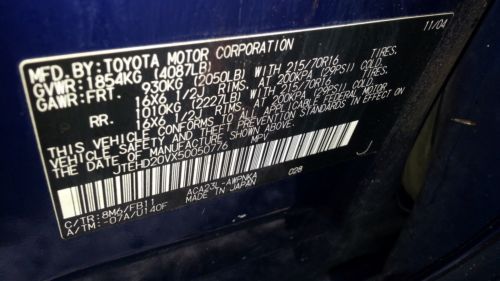 MFD.BY:TOYOTA MOTOR CORPORATION 11/04
GVWR:1854KG (4087LB)
GAWR:FRT. 930KG (2050LB) WITH 215/70R16
16X6 1/2J RIMS, AT 200KPA (29PSI) COLD.
RR. 1010KG (2227LB) WITH 215/70R16
16X6 1/2J RIMS, AT 200KPA (29PSI) COLD.
THIS VEHICLE CONFORMS TO ALL APPLICABLE FEDERAL MOTOR
VEHICLE SAFETY AND THEFT PREVENTION STANDARDS IN EFFECT ON
THE DATE OF MANUFACTURE SHOWN ABOVE.
JTEHD20VX50050776 MPV
C/TR:8M6/FB11 ACA23L-AWPNKA 028
A/TM:-07A/U140F MADE IN JAPAN